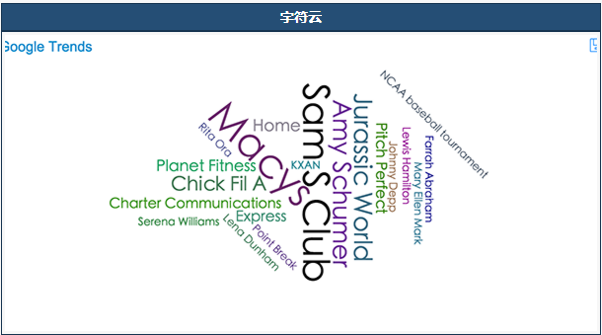 字符云
Google Trends
NCAA baseball tournament
Sams Club
Macys
Jurassic World
Amy Schumer
Home
Rita Ora
Pitch Perfect
Lewis Hamilton
Johnny Depp
Farrah Abraham
Mary Ellen Mark
KXAN
Planet Fitness
Chick Fil A
Charter Communications
Express
Serena Williams
Lena Dunham
Point Break